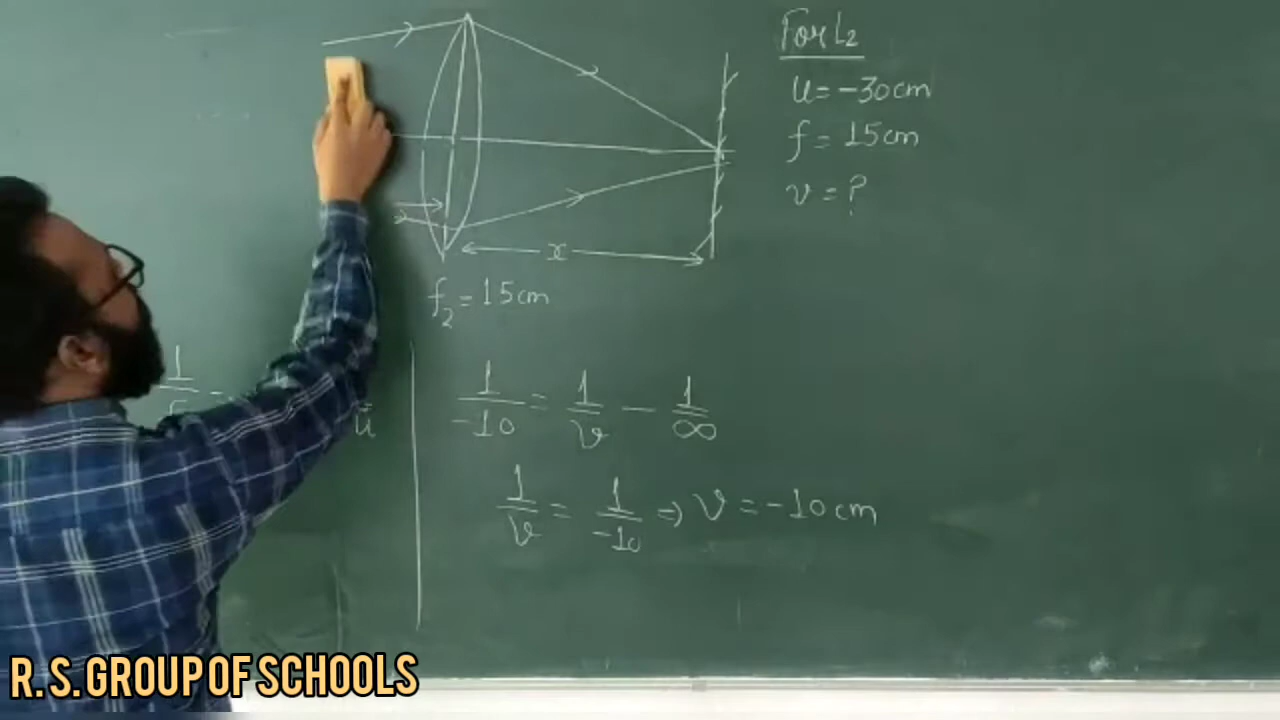 For L₂
u = -30cm
f = 15cm
v = ?
x
f₂ = 15cm
1/-10 = 1/v - 1/∞
1/v = 1/-10 ⇒ v = -10cm
R. S. GROUP OF SCHOOLS